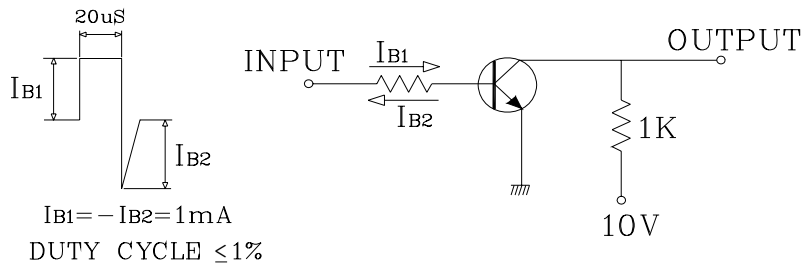 20uS
IB1
IB2
IB1=-IB2=1mA
DUTY CYCLE ≤1%
INPUT
IB1
IB2
OUTPUT
1K
10V